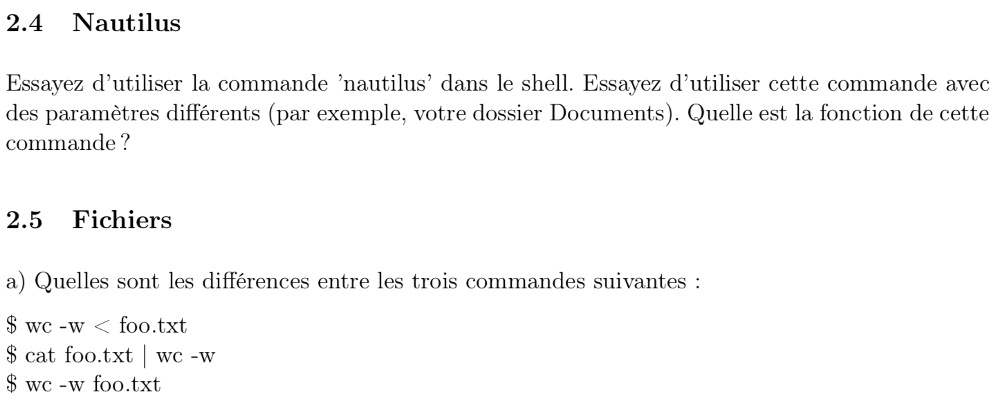 2.4 Nautilus
Essayez d'utiliser la commande 'nautilus' dans le shell. Essayez d'utiliser cette commande avec
des paramètres différents (par exemple, votre dossier Documents). Quelle est la fonction de cette
commande ?
2.5 Fichiers
a) Quelles sont les différences entre les trois commandes suivantes :
$ wc -w < foo.txt
$ cat foo.txt | wc -w
$ wc -w foo.txt